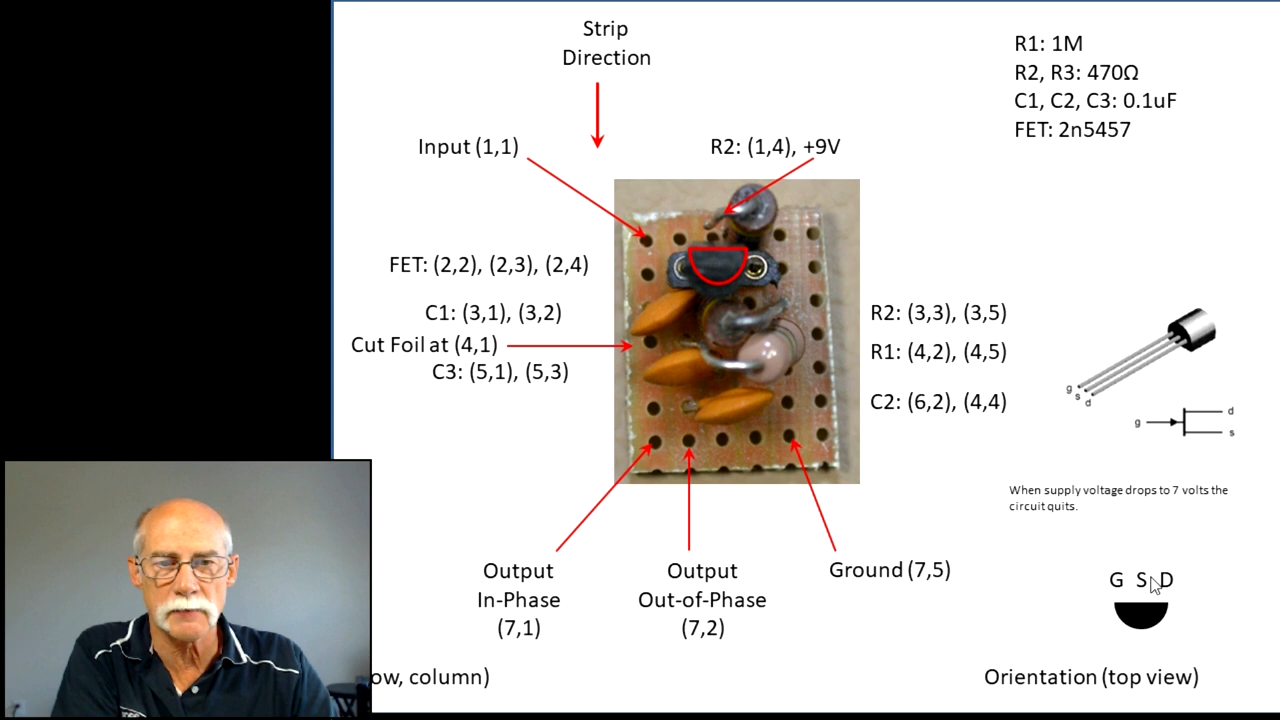 Strip
Direction
R1: 1M
R2, R3: 470Ω
C1, C2, C3: 0.1uF
FET: 2n5457
Input (1,1)
R2: (1,4), +9V
FET: (2,2), (2,3), (2,4)
C1: (3,1), (3,2)
R2: (3,3), (3,5)
Cut Foil at (4,1)
R1: (4,2), (4,5)
C3: (5,1), (5,3)
C2: (6,2), (4,4)
g
s
d
g
d
s
When supply voltage drops to 7 volts the
circuit quits.
Output
In-Phase
(7,1)
Output
Out-of-Phase
(7,2)
Ground (7,5)
G S D
column)
Orientation (top view)